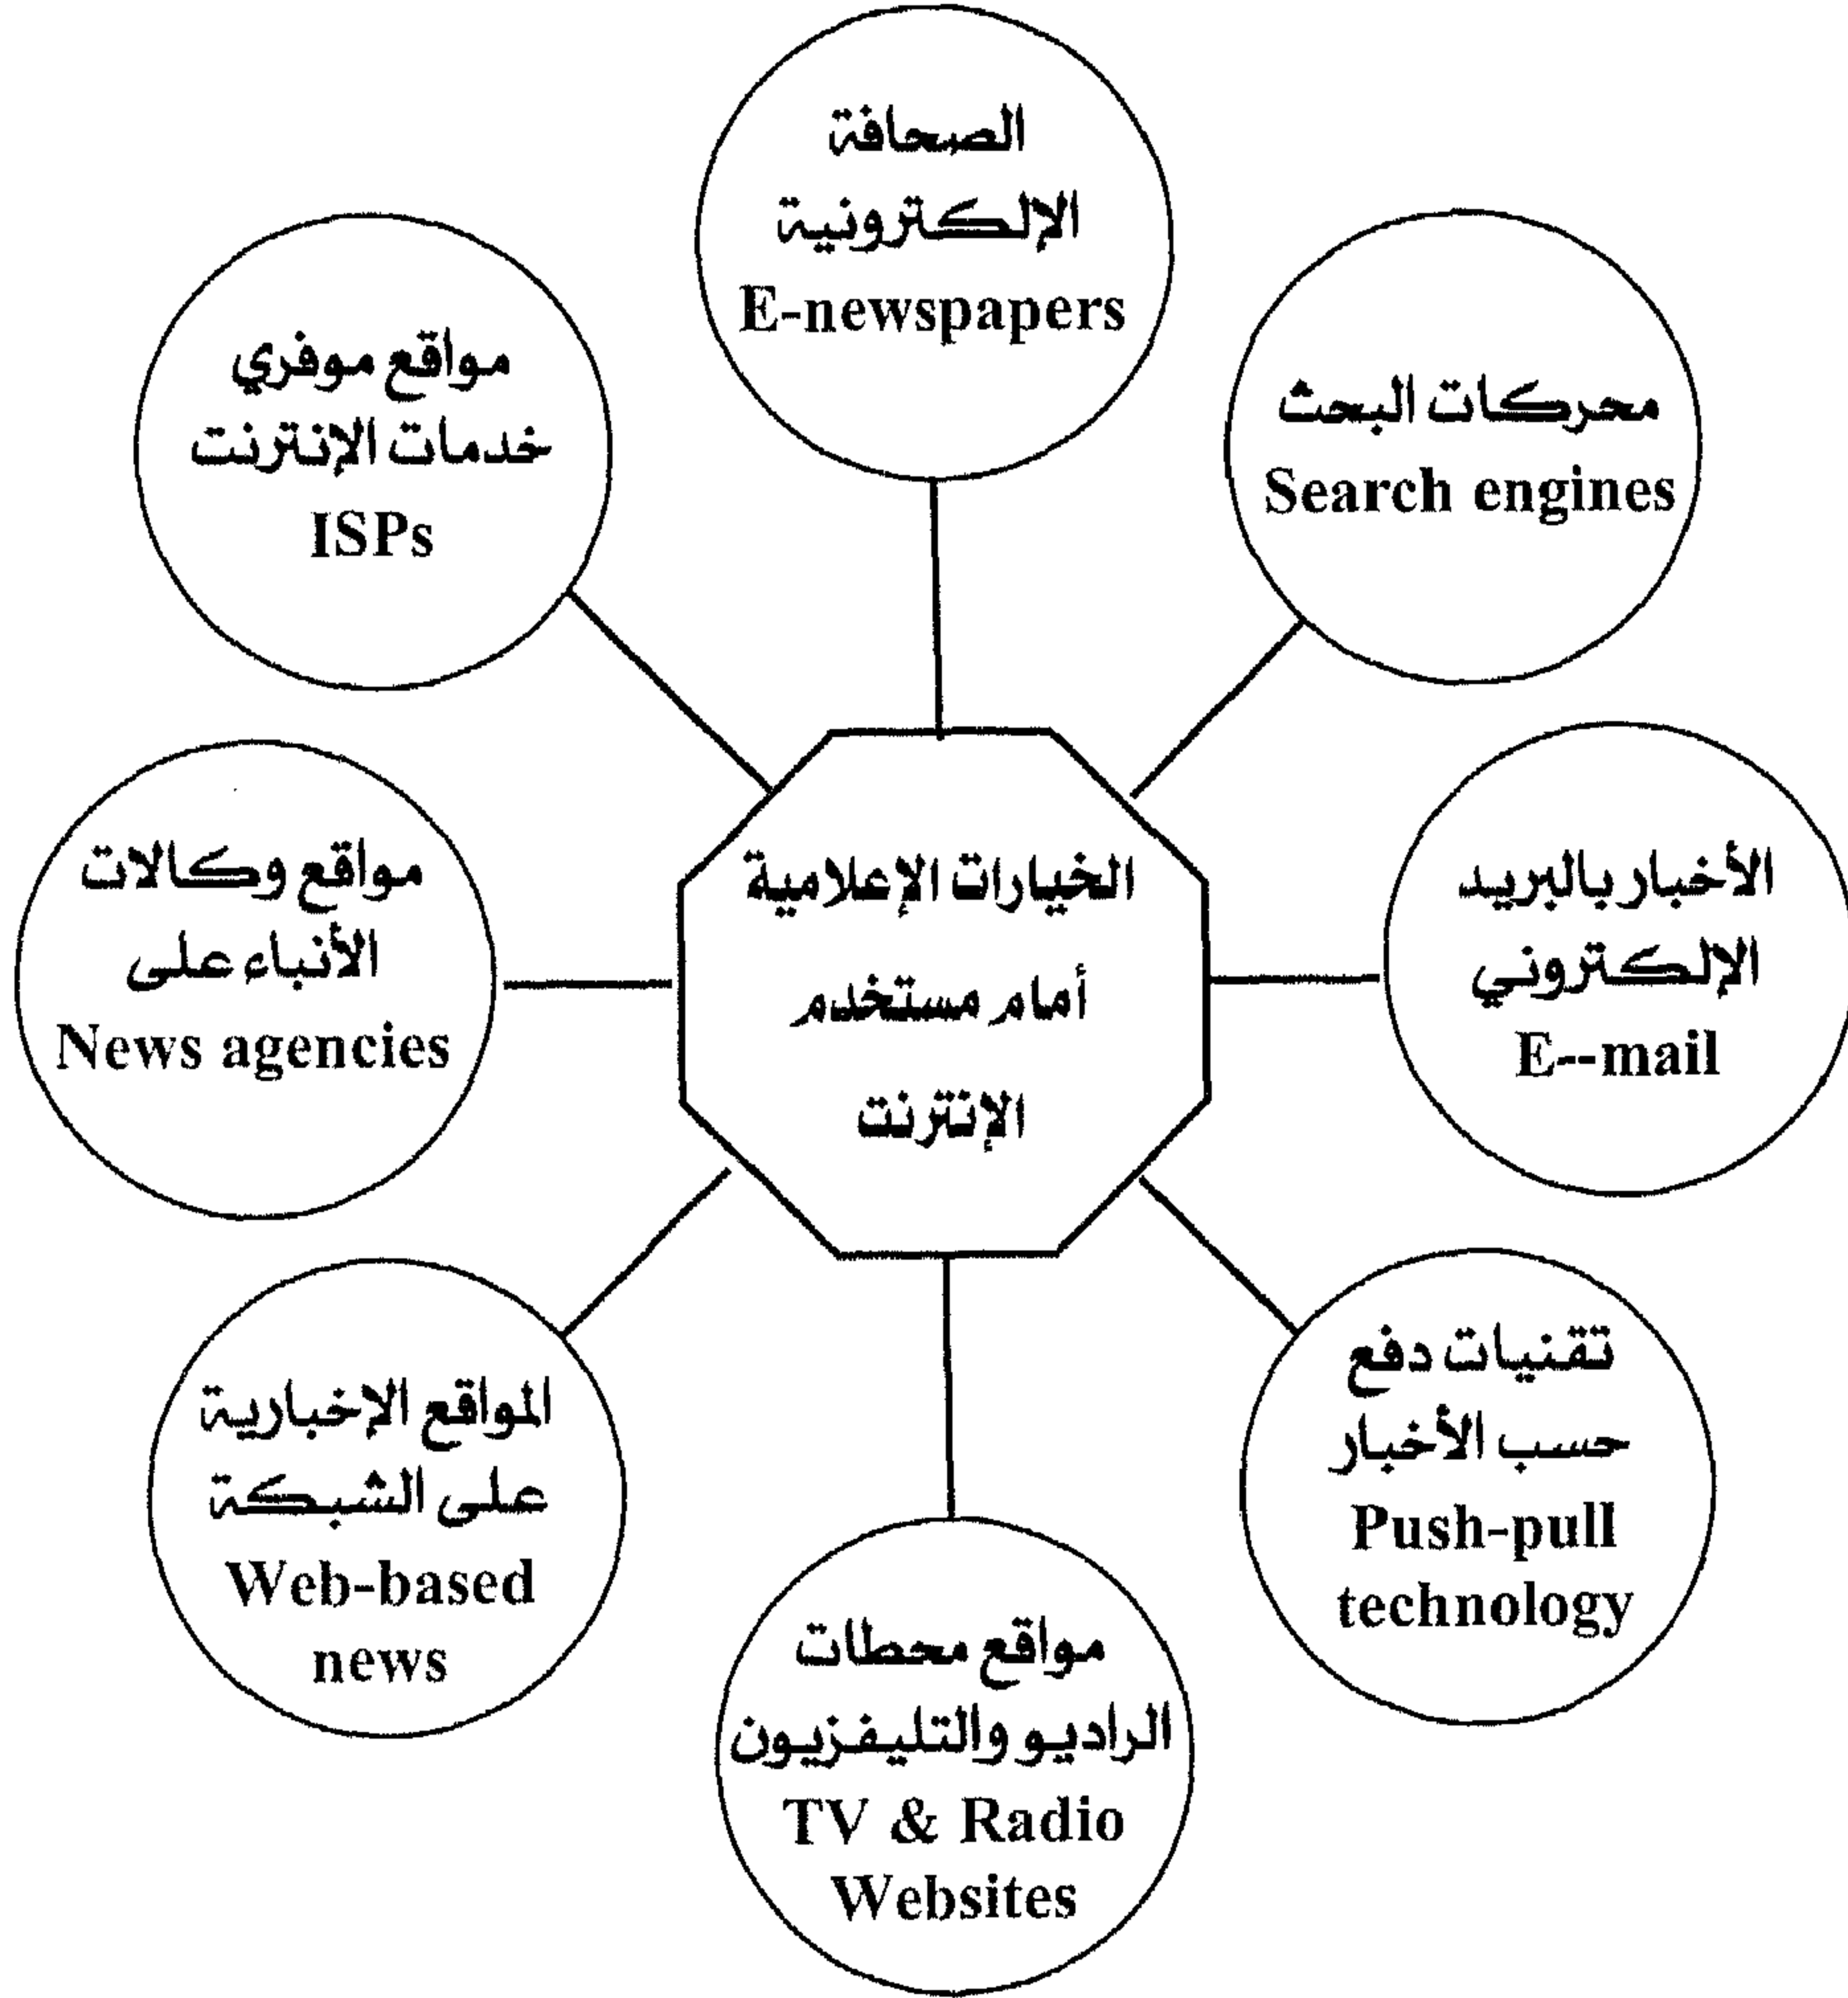 الصحافة
الإلكترونية
E-newspapers
محركات البحث
Search engines
الأخبار بالبريد
الإلكتروني
E--mail
تقنيات دفع
حسب الأخبار
Push-pull
technology
مواقع محطات
الراديو والتليفزيون
TV & Radio
Websites
المواقع الإخبارية
على الشبكة
Web-based
news
مواقع وكالات
الأنباء على
News agencies
مواقع موفري
خدمات الإنترنت
ISPs
الخيارات الإعلامية
أمام مستخدم
الإنترنت